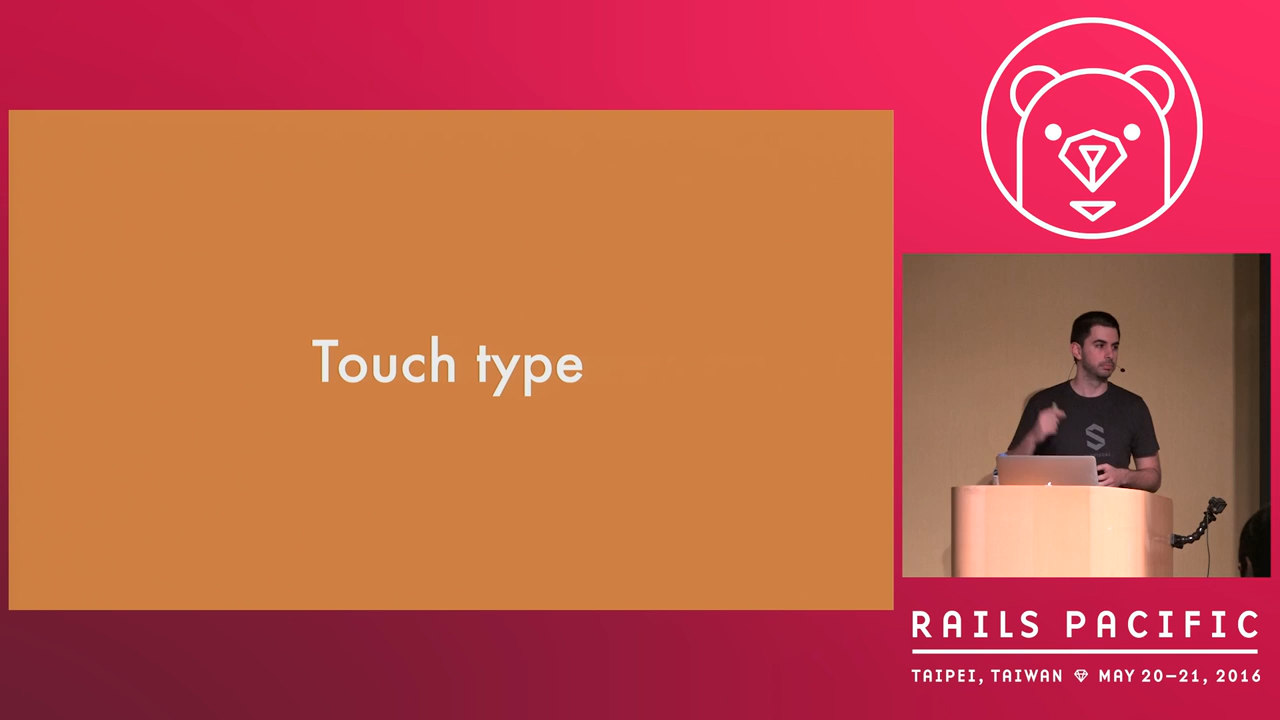 Touch type
S
RAILS PACIFIC
TAIPEI, TAIWAN MAY 20–21, 2016